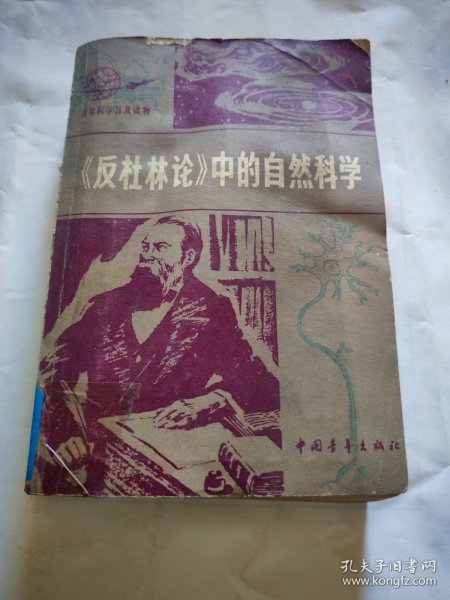 青年科学普及读物
《反杜林论》中的自然科学
中国青年出版社
孔夫子旧书网
www.kongfz.com